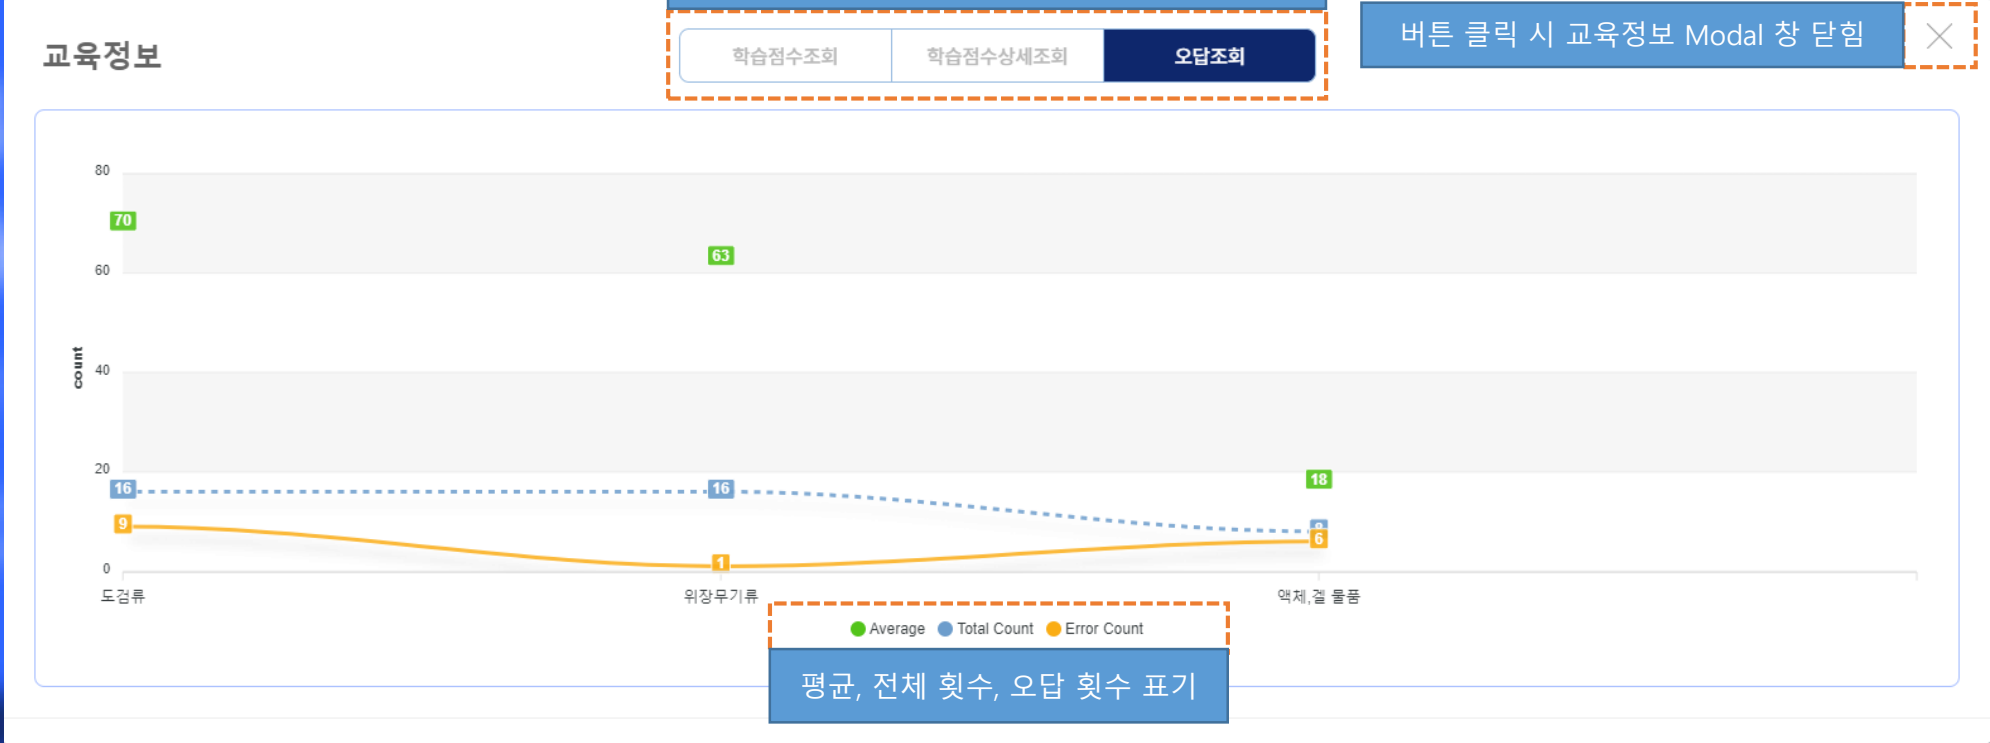 교육정보
학습점수조회 학습점수상세조회 오답조회
버튼 클릭 시 교육정보 Modal 창 닫힘
80
70
63
60
count
40
20
18
16
16
9
6
1
0
도검류 위장무기류 액체,겔 물품
Average Total Count Error Count
평균, 전체 횟수, 오답 횟수 표기